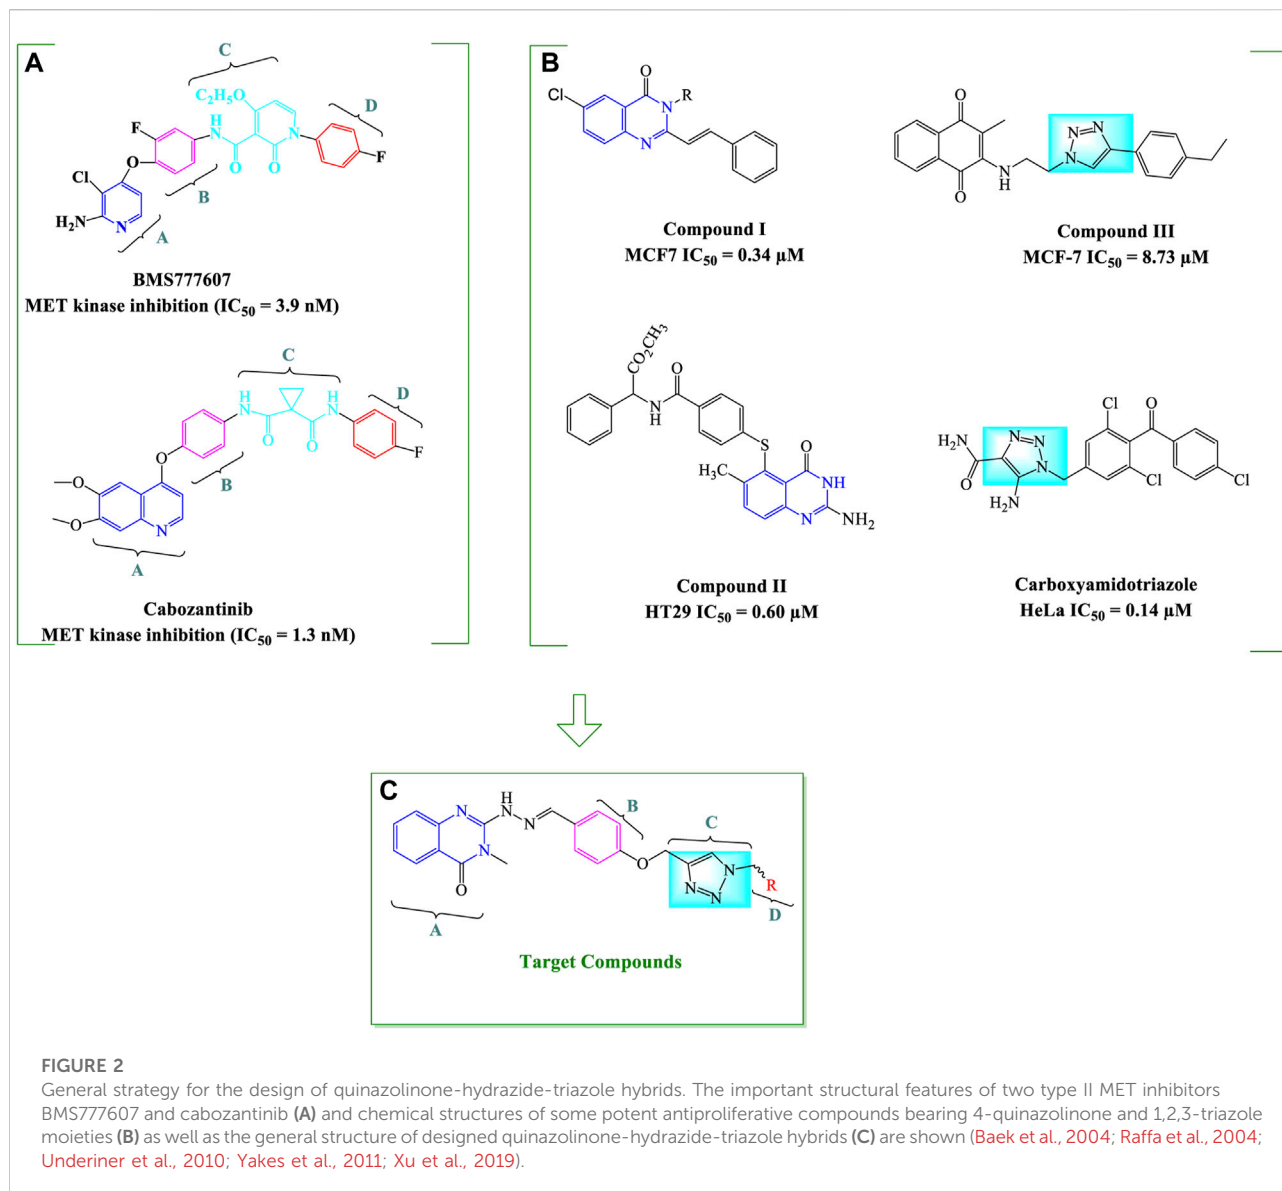 A
C
C₂H₅O
D
F
H
N
N
O
O
F
O
Cl
B
H₂N
N
A
BMS777607
MET kinase inhibition (IC₅₀ = 3.9 nM)
C
H
N
H
N
D
O
O
F
O
B
O
O
N
A
Cabozantinib
MET kinase inhibition (IC₅₀ = 1.3 nM)
B
Cl
O
N
R
N
Compound I
MCF7 IC₅₀ = 0.34 µM
O
N
N
N
N
H
O
Compound III
MCF-7 IC₅₀ = 8.73 µM
CO₂CH₃
O
N
H
S
H₃C
O
NH
N
NH₂
Compound II
HT29 IC₅₀ = 0.60 µM
Cl
O
H₂N
N
N
N
O
H₂N
Cl
Cl
Carboxyamidotriazole
HeLa IC₅₀ = 0.14 µM
C
H
N
N
N
B
C
N
O
O
N
N
N
R
D
A
Target Compounds
FIGURE 2
General strategy for the design of quinazolinone-hydrazide-triazole hybrids. The important structural features of two type II MET inhibitors
BMS777607 and cabozantinib (A) and chemical structures of some potent antiproliferative compounds bearing 4-quinazolinone and 1,2,3-triazole
moieties (B) as well as the general structure of designed quinazolinone-hydrazide-triazole hybrids (C) are shown (Baek et al., 2004; Raffa et al., 2004;
Underiner et al., 2010; Yakes et al., 2011; Xu et al., 2019).